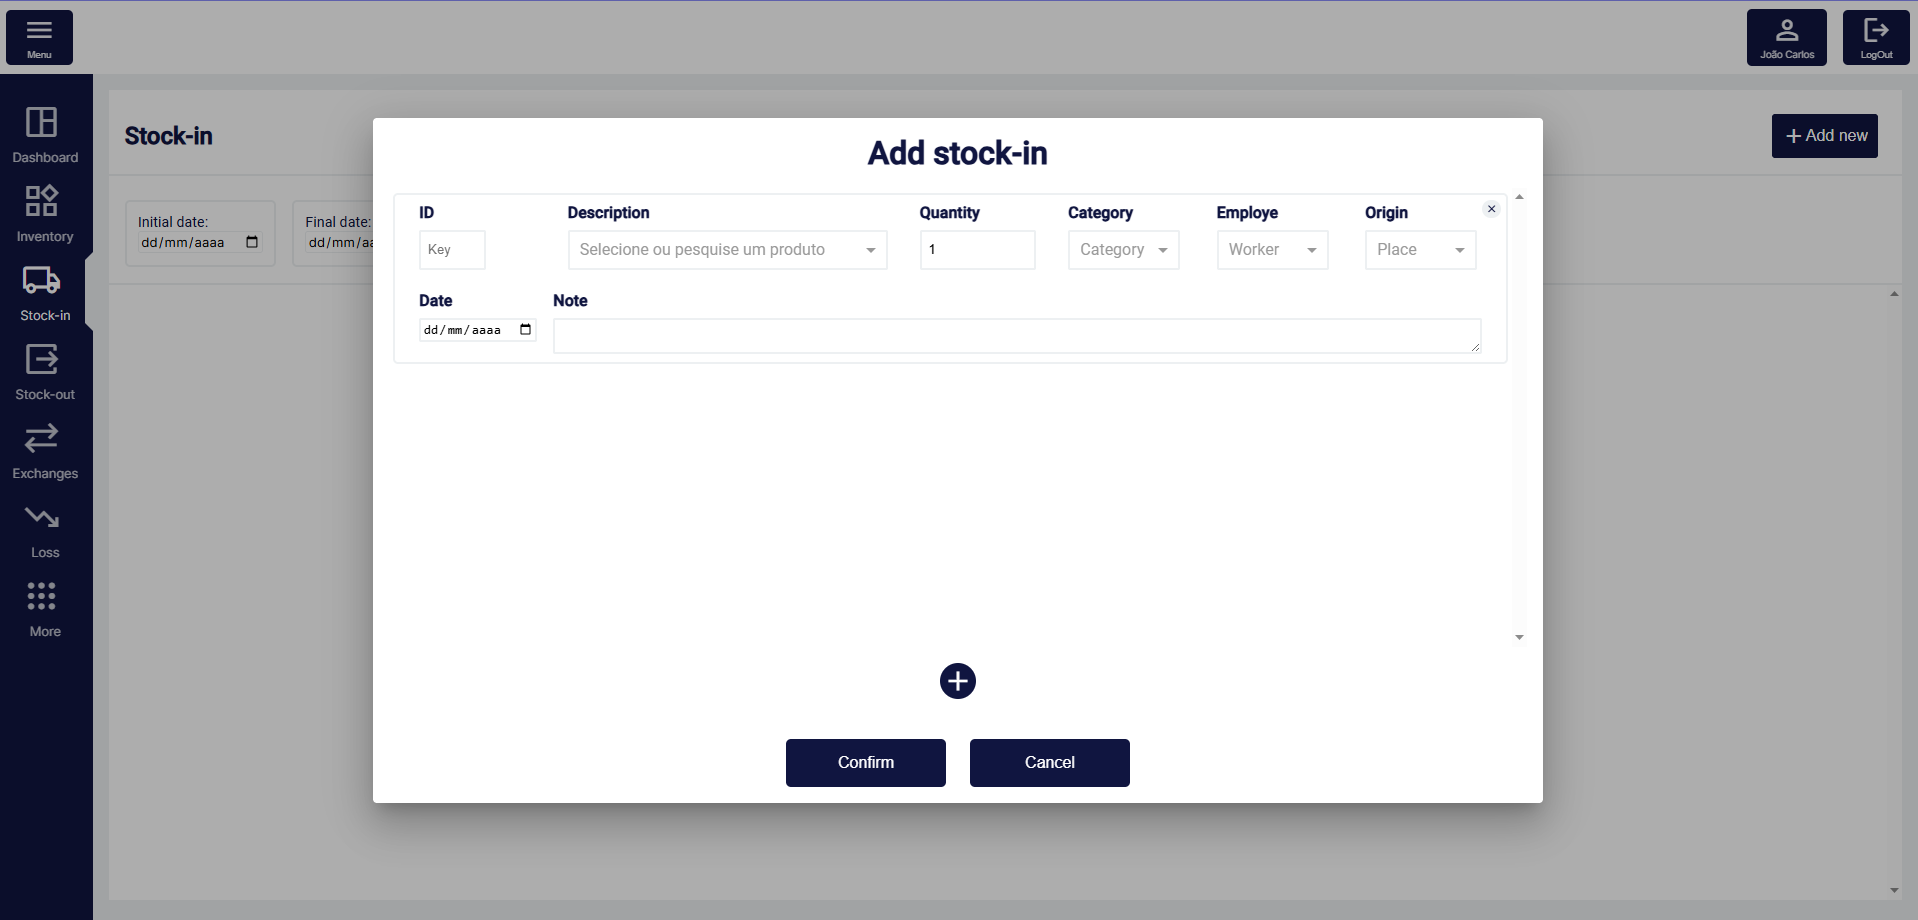 Menu
João Carlos
LogOut
Dashboard
Inventory
Stock-in
Stock-out
Exchanges
Loss
More
Stock-in
Add new
Initial date:
dd/mm/aaaa
Final date:
dd/mm/aa
Add stock-in
ID Description Quantity Category Employe Origin
Key Selecione ou pesquise um produto 1 Category Worker Place
Date Note
dd/mm/aaaa
Confirm Cancel